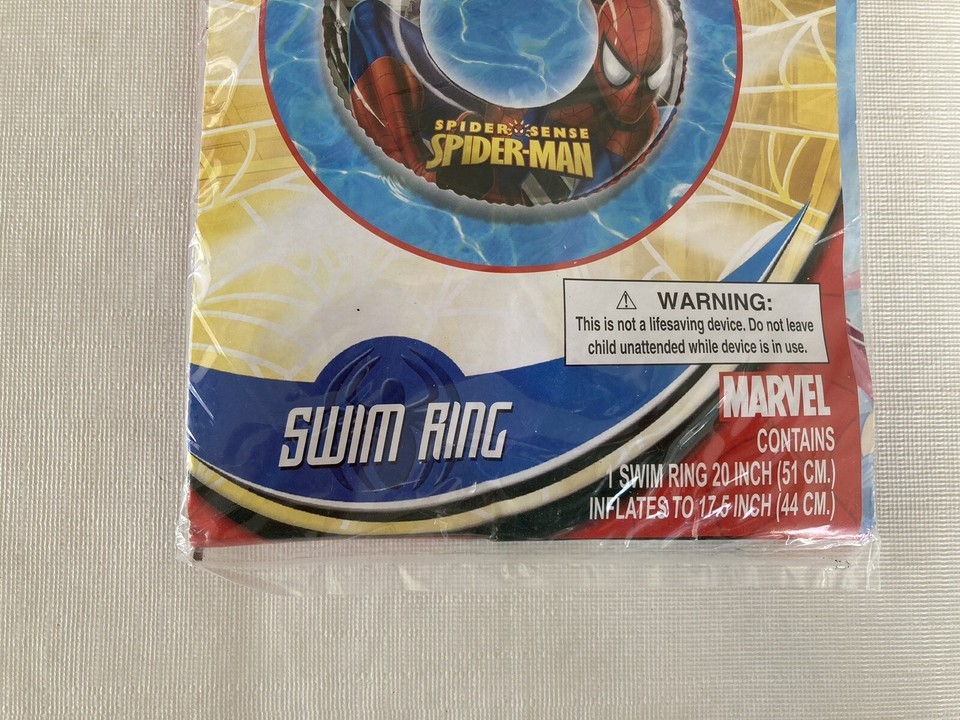 SPIDER SENSE
SPIDER-MAN
⚠ WARNING:
This is not a lifesaving device. Do not leave
child unattended while device is in use.
SWIM RING
MARVEL
CONTAINS
1 SWIM RING 20 INCH (51 CM.)
INFLATES TO 17.5 INCH (44 CM.)